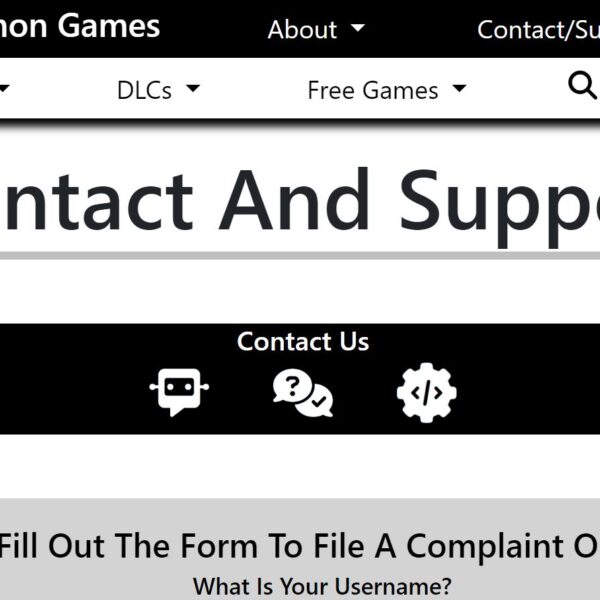 non Games About Contact/Su
DLCs Free Games
ntact And Supp
Contact Us
Fill Out The Form To File A Complaint O
What Is Your Username?